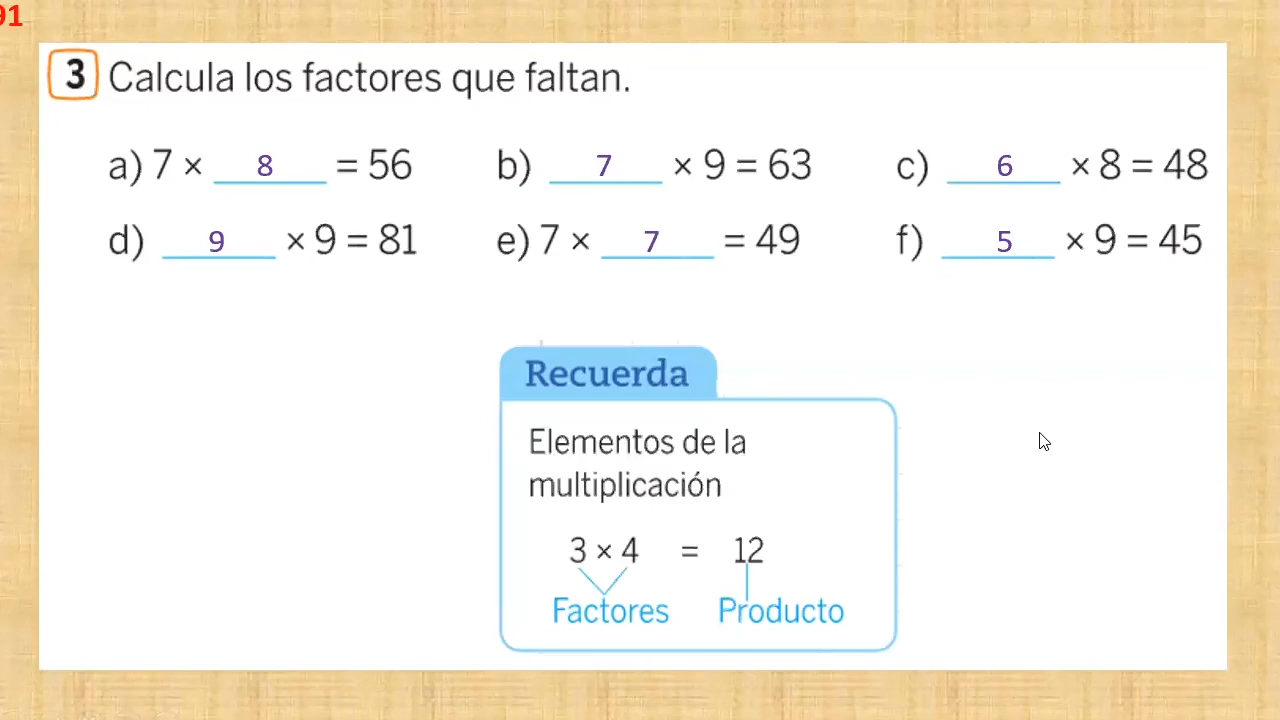 91
3 Calcula los factores que faltan.
a) 7 × 8 = 56 b) 7 × 9 = 63 c) 6 × 8 = 48
d) 9 × 9 = 81 e) 7 × 7 = 49 f) 5 × 9 = 45
Recuerda
Elementos de la
multiplicación
3 × 4 = 12
Factores Producto